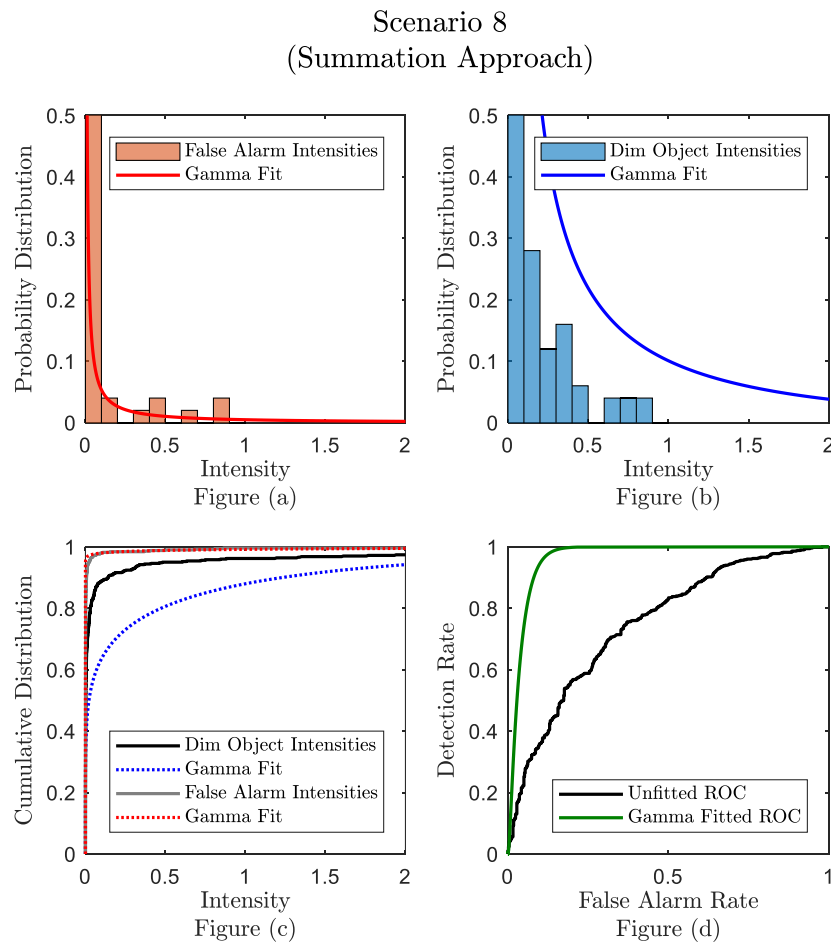 Scenario 8
(Summation Approach)
Probability Distribution
0.5
0.4
0.3
0.2
0.1
0
False Alarm Intensities
Gamma Fit
0
0.5
1
1.5
2
Intensity
Figure (a)
Probability Distribution
0.5
0.4
0.3
0.2
0.1
0
Dim Object Intensities
Gamma Fit
0
0.5
1
1.5
2
Intensity
Figure (b)
Cumulative Distribution
1
0.8
0.6
0.4
0.2
0
Dim Object Intensities
Gamma Fit
False Alarm Intensities
Gamma Fit
0
0.5
1
1.5
2
Intensity
Figure (c)
Detection Rate
1
0.8
0.6
0.4
0.2
0
Unfitted ROC
Gamma Fitted ROC
0
0.5
1
False Alarm Rate
Figure (d)